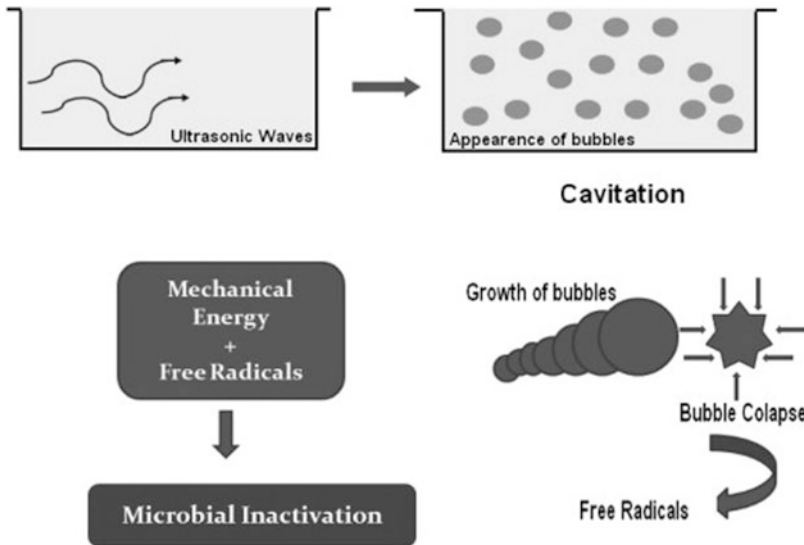 Ultrasonic Waves
Appearence of bubbles
Cavitation
Mechanical
Energy
+
Free Radicals
Growth of bubbles
Bubble Colapse
Microbial Inactivation
Free Radicals